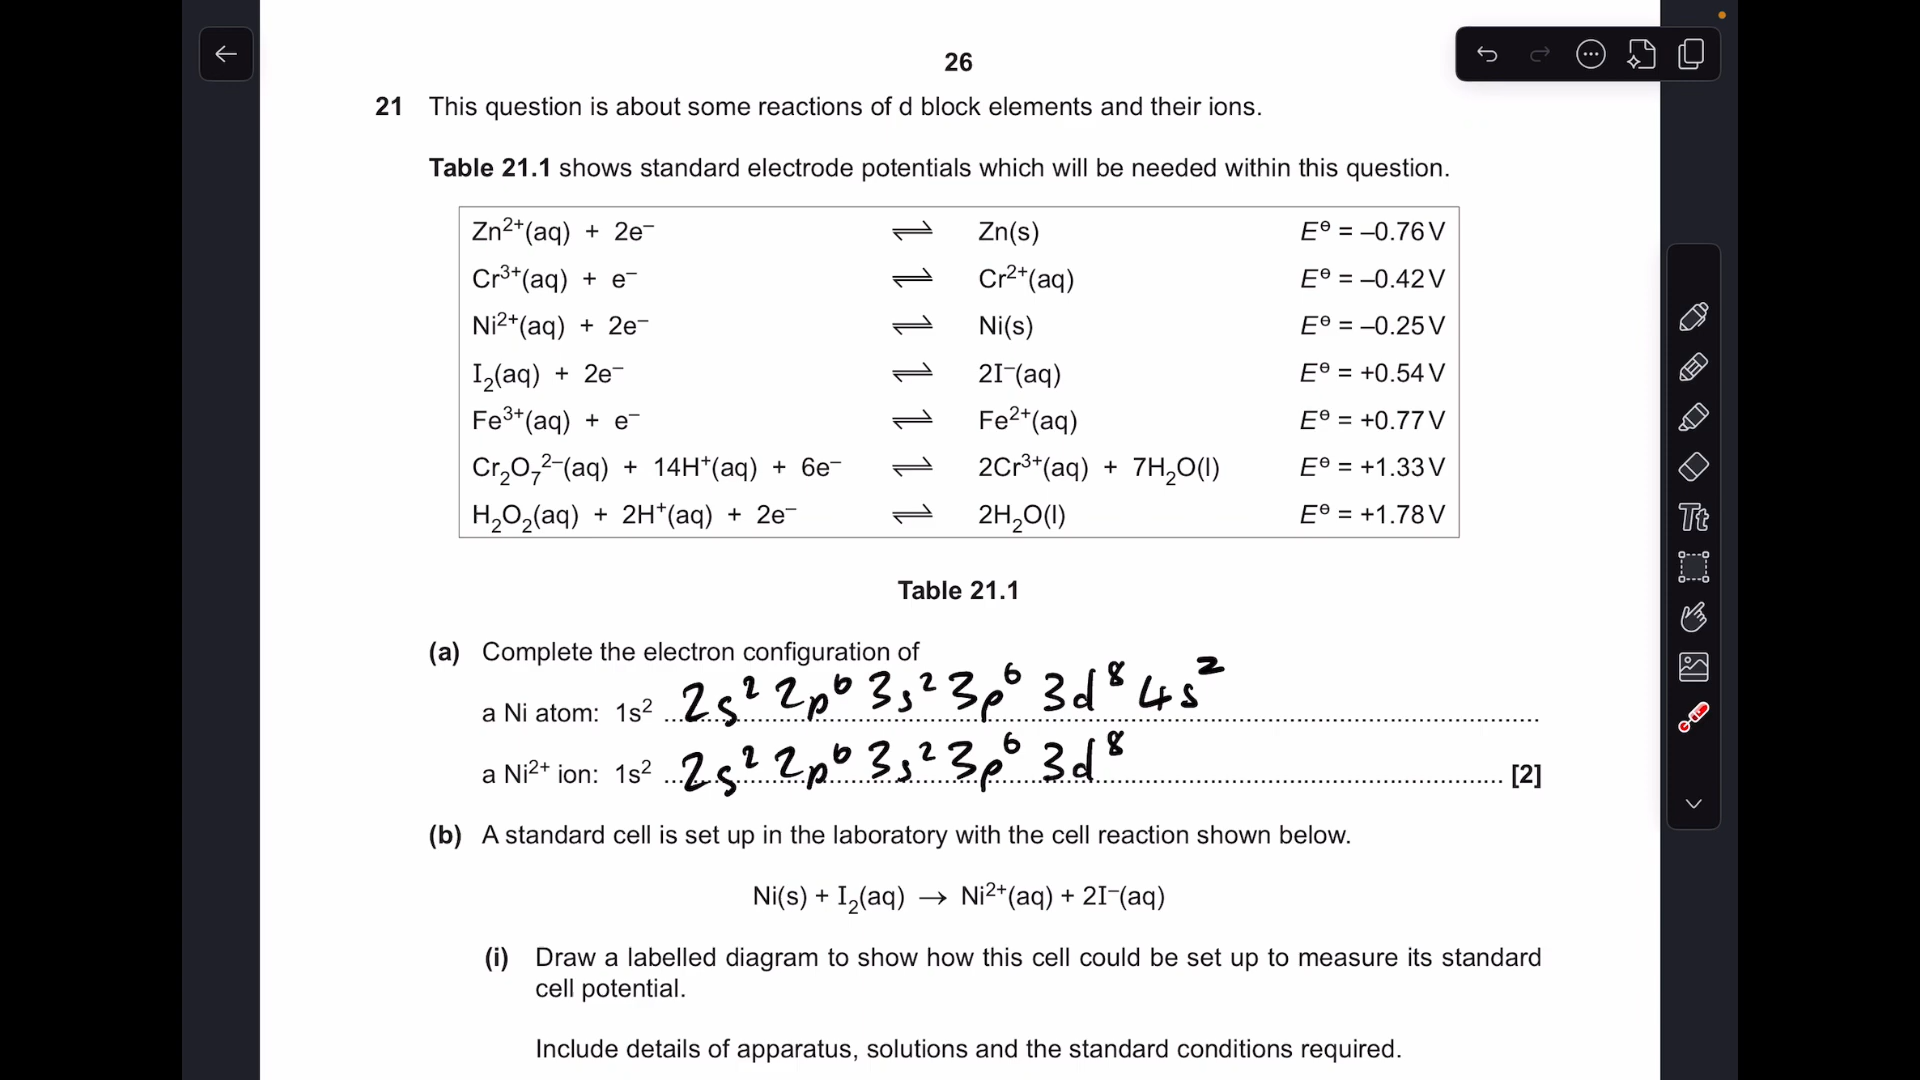 26
21 This question is about some reactions of d block elements and their ions.
Table 21.1 shows standard electrode potentials which will be needed within this question.
Zn²⁺(aq) + 2e⁻ ⇌ Zn(s) E⦵ = –0.76 V
Cr³⁺(aq) + e⁻ ⇌ Cr²⁺(aq) E⦵ = –0.42 V
Ni²⁺(aq) + 2e⁻ ⇌ Ni(s) E⦵ = –0.25 V
I₂(aq) + 2e⁻ ⇌ 2I⁻(aq) E⦵ = +0.54 V
Fe³⁺(aq) + e⁻ ⇌ Fe²⁺(aq) E⦵ = +0.77 V
Cr₂O₇²⁻(aq) + 14H⁺(aq) + 6e⁻ ⇌ 2Cr³⁺(aq) + 7H₂O(l) E⦵ = +1.33 V
H₂O₂(aq) + 2H⁺(aq) + 2e⁻ ⇌ 2H₂O(l) E⦵ = +1.78 V
Table 21.1
(a) Complete the electron configuration of
a Ni atom: 1s² 2s² 2p⁶ 3s² 3p⁶ 3d⁸ 4s²
a Ni²⁺ ion: 1s² 2s² 2p⁶ 3s² 3p⁶ 3d⁸ [2]
(b) A standard cell is set up in the laboratory with the cell reaction shown below.
Ni(s) + I₂(aq) → Ni²⁺(aq) + 2I⁻(aq)
(i) Draw a labelled diagram to show how this cell could be set up to measure its standard
cell potential.
Include details of apparatus, solutions and the standard conditions required.
Tt